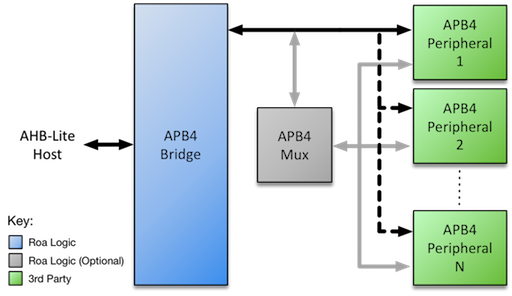 AHB-Lite
Host
APB4
Bridge
APB4
Mux
APB4
Peripheral
1
APB4
Peripheral
2
APB4
Peripheral
N
Key:
Roa Logic
Roa Logic (Optional)
3rd Party